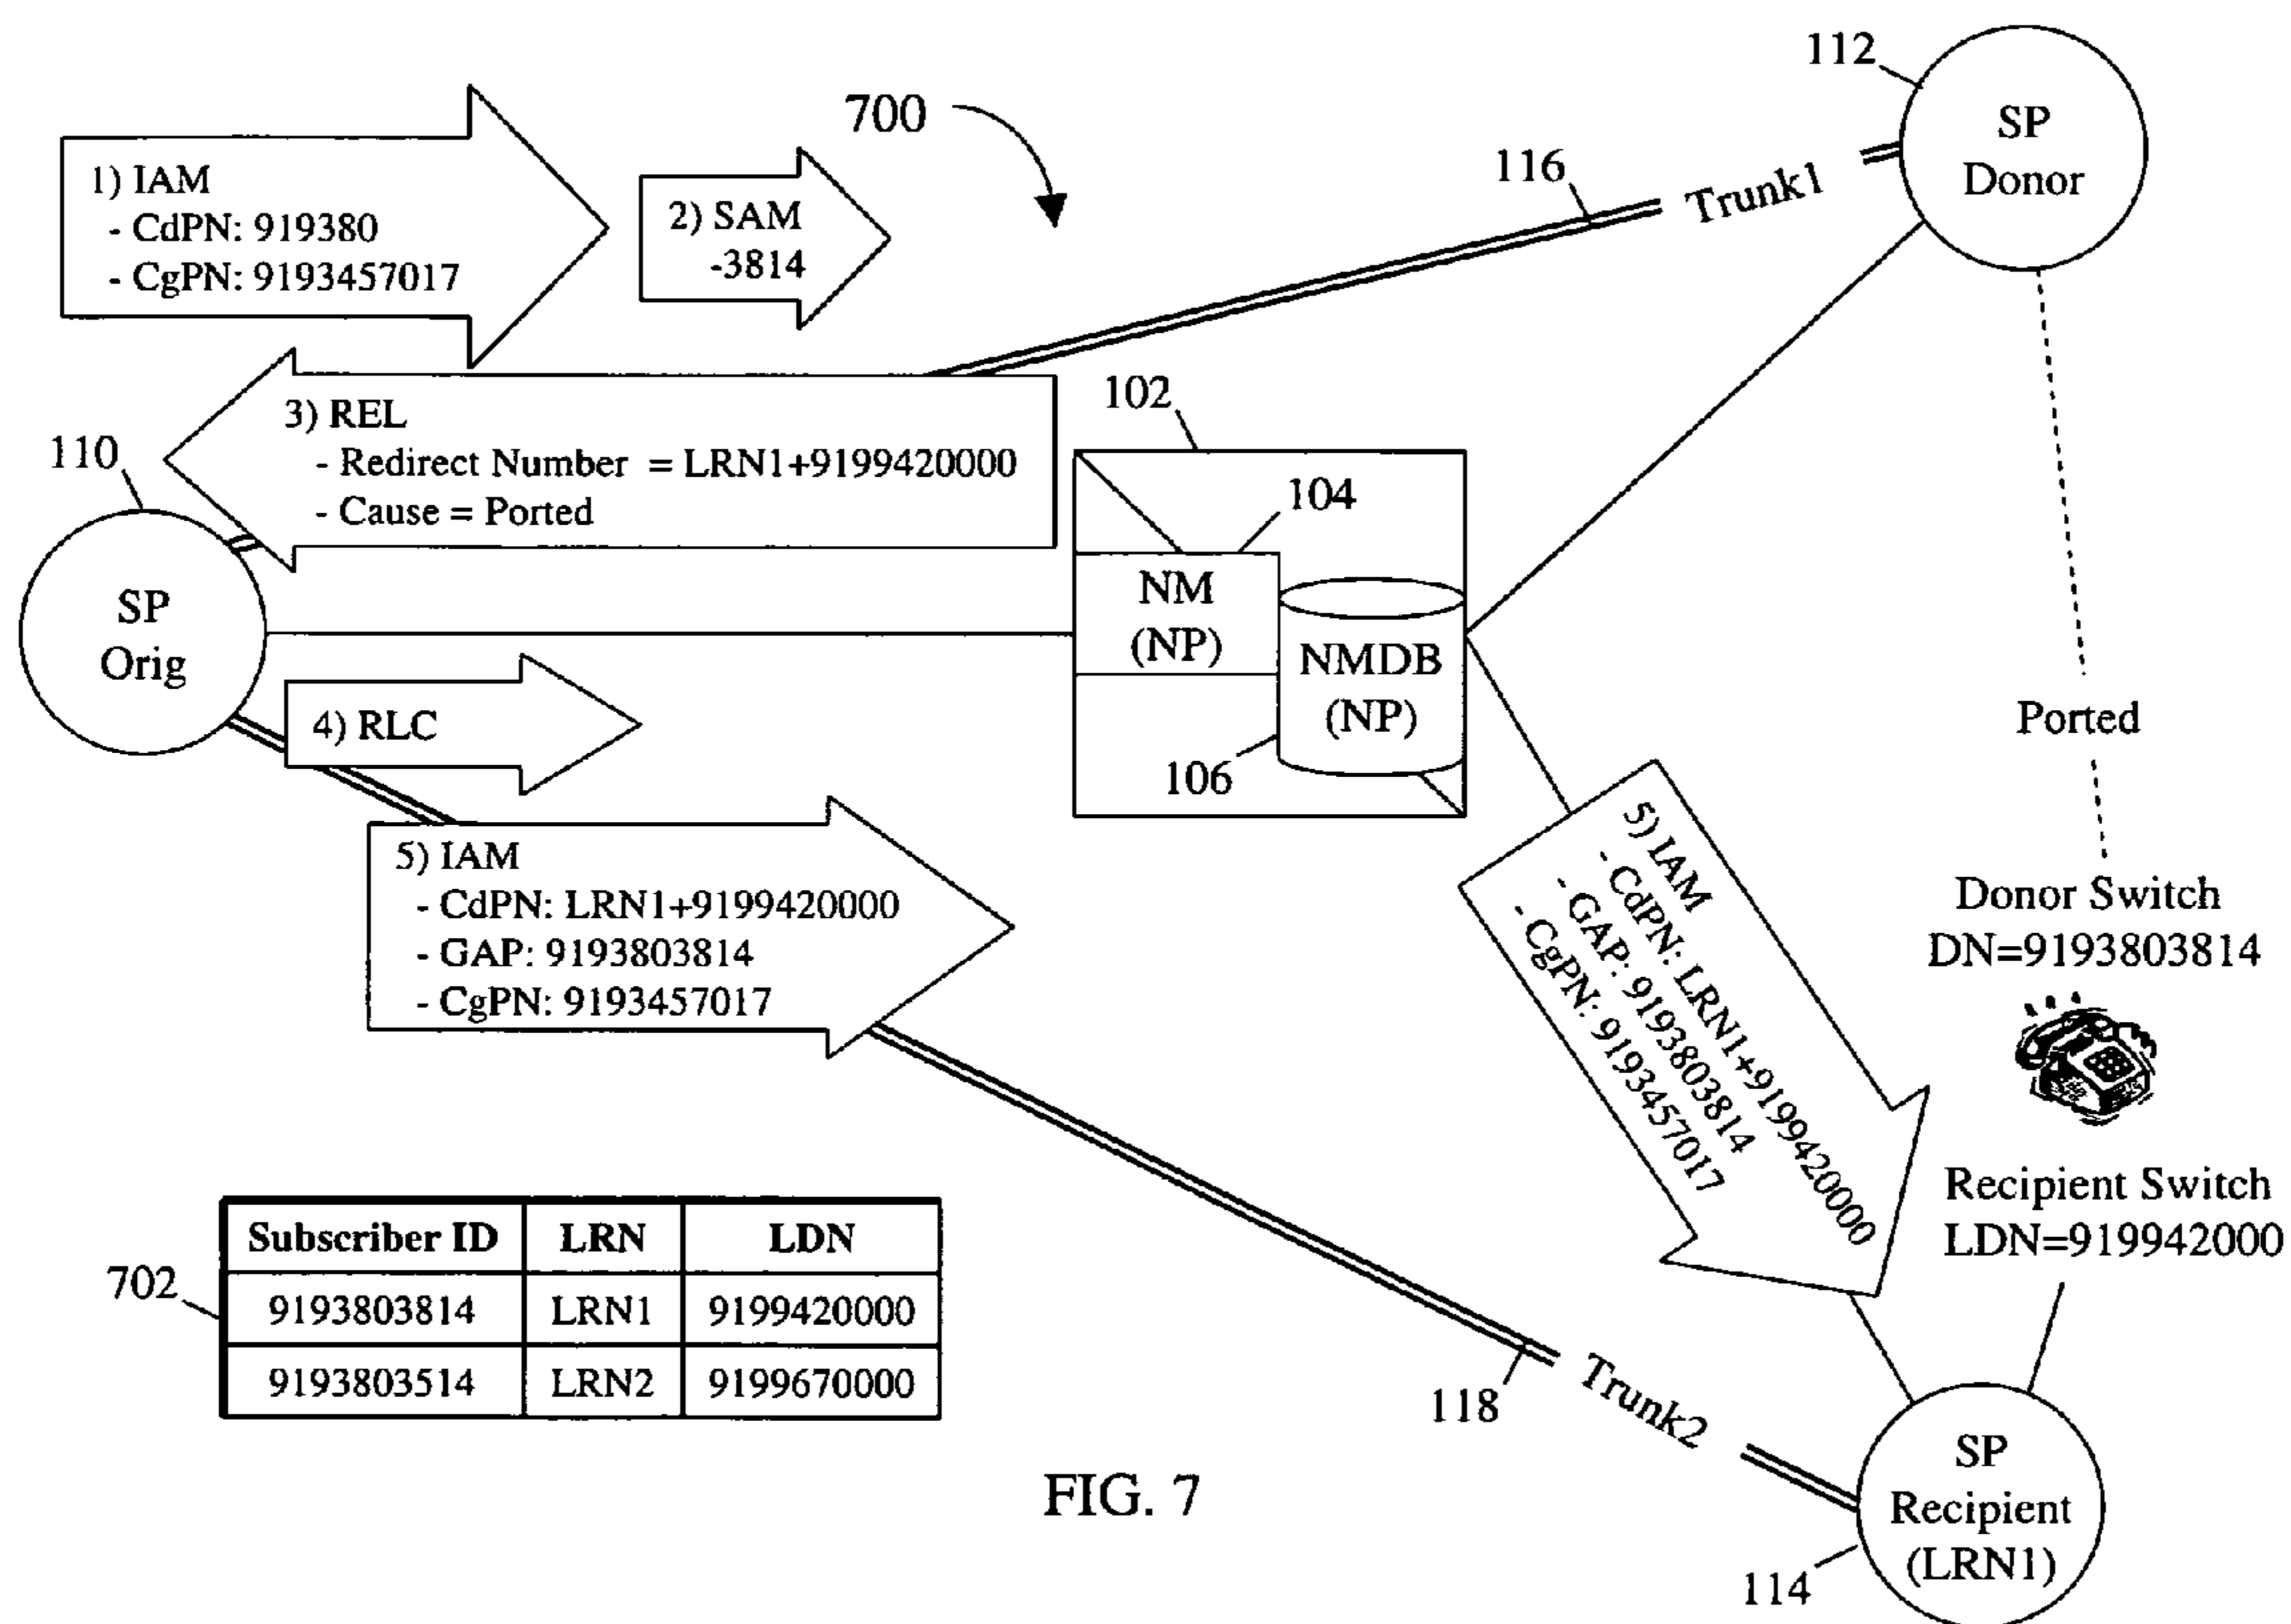 112
SP
Donor
700
1) IAM
- CdPN: 919380
- CgPN: 9193457017
2) SAM
-3814
116
Trunk1
3) REL
- Redirect Number = LRN1+9199420000
- Cause = Ported
110
102
104
NM
(NP)
NMDB
(NP)
106
SP
Orig
4) RLC
Ported
5) IAM
- CdPN: LRN1+9199420000
- GAP: 9193803814
- CgPN: 9193457017
5) IAM
- CdPN: LRN1+9199420000
- GAP: 9193803814
- CgPN: 9193457017
Donor Switch
DN=9193803814
Recipient Switch
LDN=919942000
702
Subscriber ID LRN LDN
9193803814 LRN1 9199420000
9193803514 LRN2 9199670000
118
Trunk2
SP
Recipient
(LRN1)
114
FIG. 7